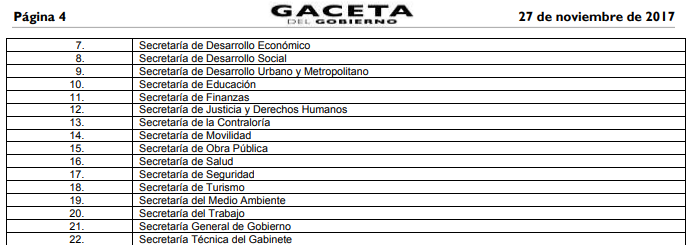 Página 4
GACETA
DEL GOBIERNO
27 de noviembre de 2017
7. Secretaría de Desarrollo Económico
8. Secretaría de Desarrollo Social
9. Secretaría de Desarrollo Urbano y Metropolitano
10. Secretaría de Educación
11. Secretaría de Finanzas
12. Secretaría de Justicia y Derechos Humanos
13. Secretaría de la Contraloría
14. Secretaría de Movilidad
15. Secretaría de Obra Pública
16. Secretaría de Salud
17. Secretaría de Seguridad
18. Secretaría de Turismo
19. Secretaría del Medio Ambiente
20. Secretaría del Trabajo
21. Secretaría General de Gobierno
22. Secretaría Técnica del Gabinete